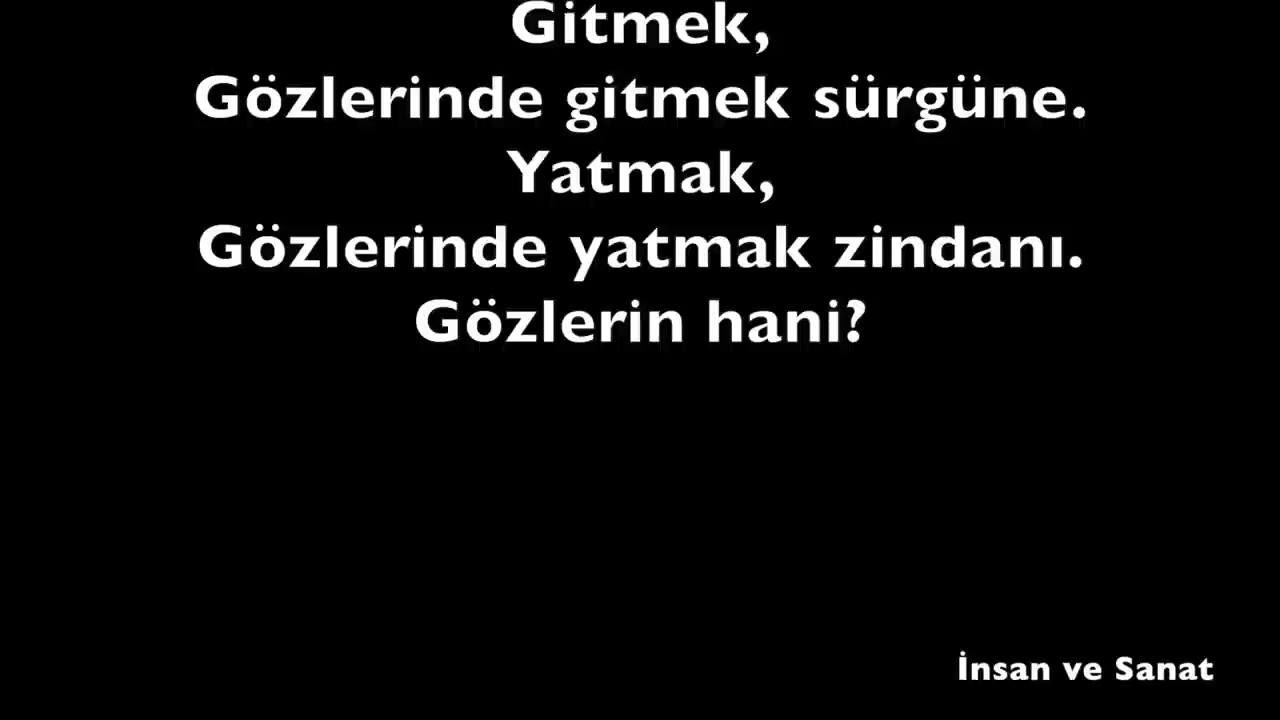 Gitmek,
Gözlerinde gitmek sürgüne.
Yatmak,
Gözlerinde yatmak zindanı.
Gözlerin hani?
İnsan ve Sanat